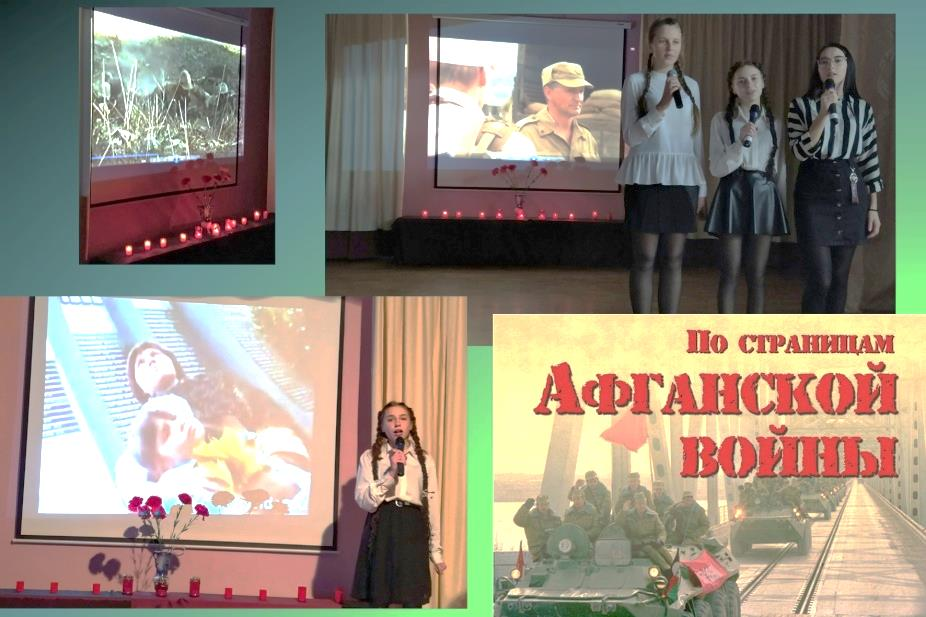 По страницам
Афганской
войны